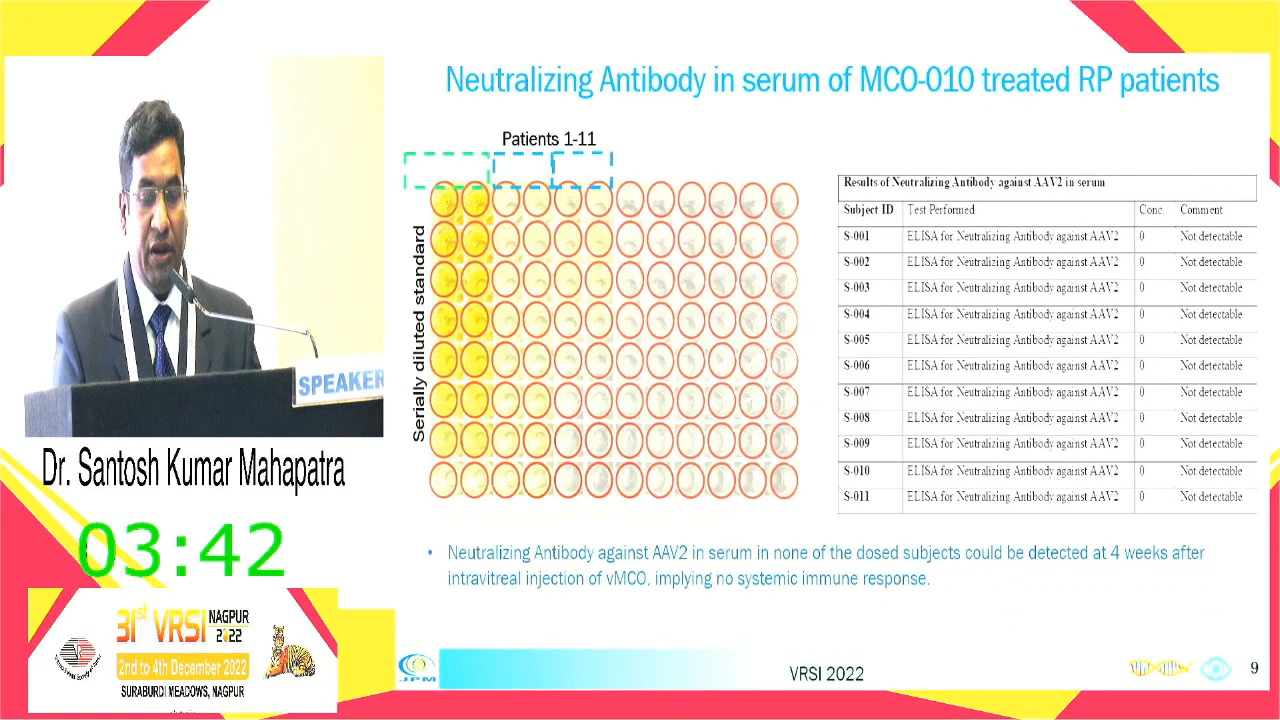 Neutralizing Antibody in serum of MCO-010 treated RP patients
Patients 1-11
Serially diluted standard
Results of Neutralizing Antibody against AAV2 in serum
Subject ID Test Performed Conc. Comment
S-001 ELISA for Neutralizing Antibody against AAV2 0 Not detectable
S-002 ELISA for Neutralizing Antibody against AAV2 0 Not detectable
S-003 ELISA for Neutralizing Antibody against AAV2 0 Not detectable
S-004 ELISA for Neutralizing Antibody against AAV2 0 Not detectable
S-005 ELISA for Neutralizing Antibody against AAV2 0 Not detectable
S-006 ELISA for Neutralizing Antibody against AAV2 0 Not detectable
S-007 ELISA for Neutralizing Antibody against AAV2 0 Not detectable
S-008 ELISA for Neutralizing Antibody against AAV2 0 Not detectable
S-009 ELISA for Neutralizing Antibody against AAV2 0 Not detectable
S-010 ELISA for Neutralizing Antibody against AAV2 0 Not detectable
S-011 ELISA for Neutralizing Antibody against AAV2 0 Not detectable
• Neutralizing Antibody against AAV2 in serum in none of the dosed subjects could be detected at 4 weeks after
intravitreal injection of vMCO, implying no systemic immune response.
SPEAKER
Dr. Santosh Kumar Mahapatra
03:42
31st VRSI NAGPUR
2022
2nd to 4th December 2022
SURABURDI MEADOWS, NAGPUR
JPM
VRSI 2022
9